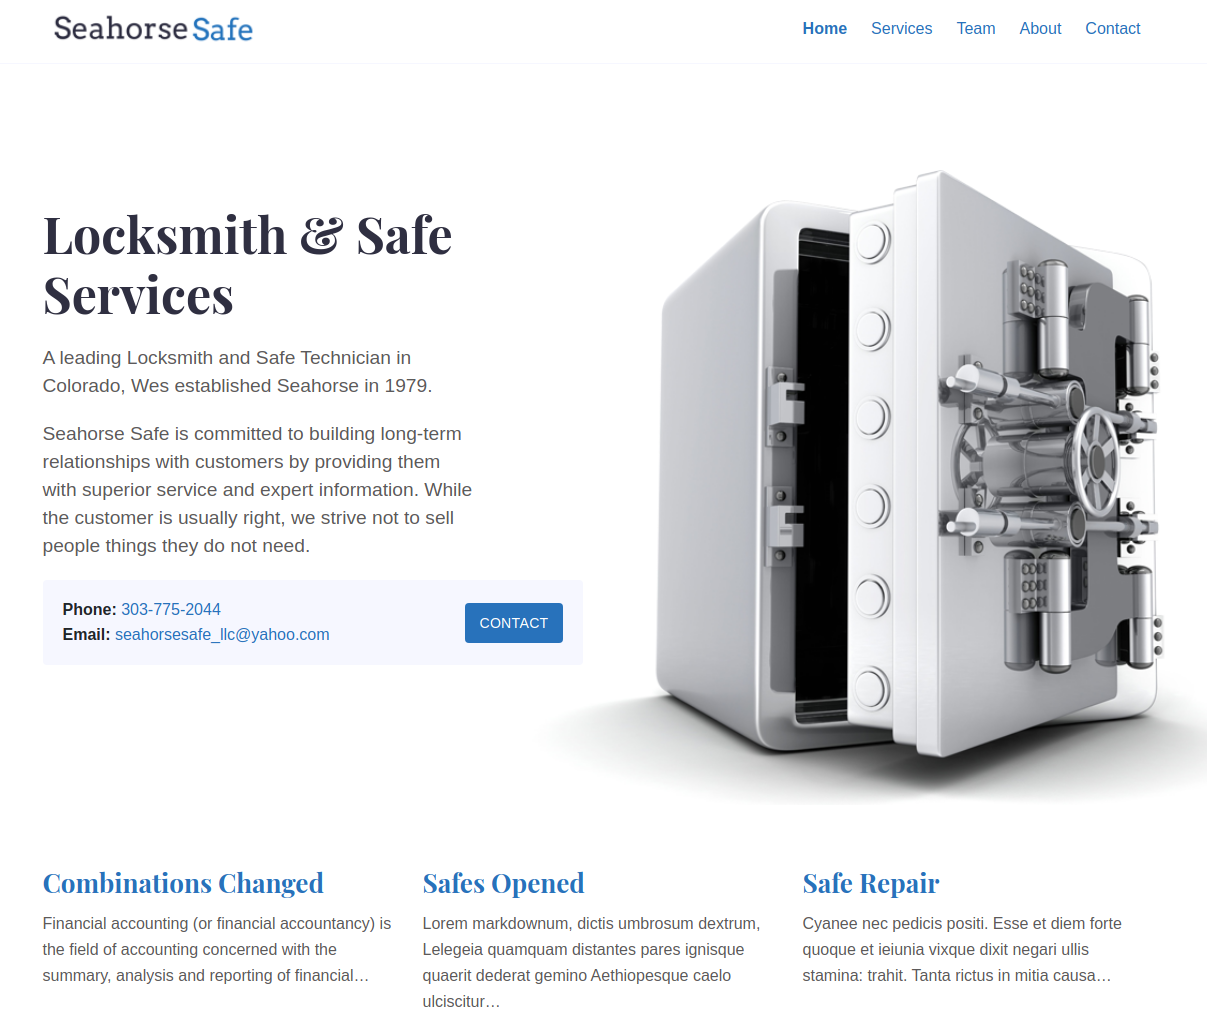 Seahorse Safe
Home Services Team About Contact
Locksmith & Safe
Services
A leading Locksmith and Safe Technician in
Colorado, Wes established Seahorse in 1979.
Seahorse Safe is committed to building long-term
relationships with customers by providing them
with superior service and expert information. While
the customer is usually right, we strive not to sell
people things they do not need.
Phone: 303-775-2044
Email: seahorsesafe_llc@yahoo.com
CONTACT
Combinations Changed
Financial accounting (or financial accountancy) is
the field of accounting concerned with the
summary, analysis and reporting of financial…
Safes Opened
Lorem markdownum, dictis umbrosum dextrum,
Lelegeia quamquam distantes pares ignisque
quaerit dederat gemino Aethiopesque caelo
ulciscitur…
Safe Repair
Cyanee nec pedicis positi. Esse et diem forte
quoque et ieiunia vixque dixit negari ullis
stamina: trahit. Tanta rictus in mitia causa…